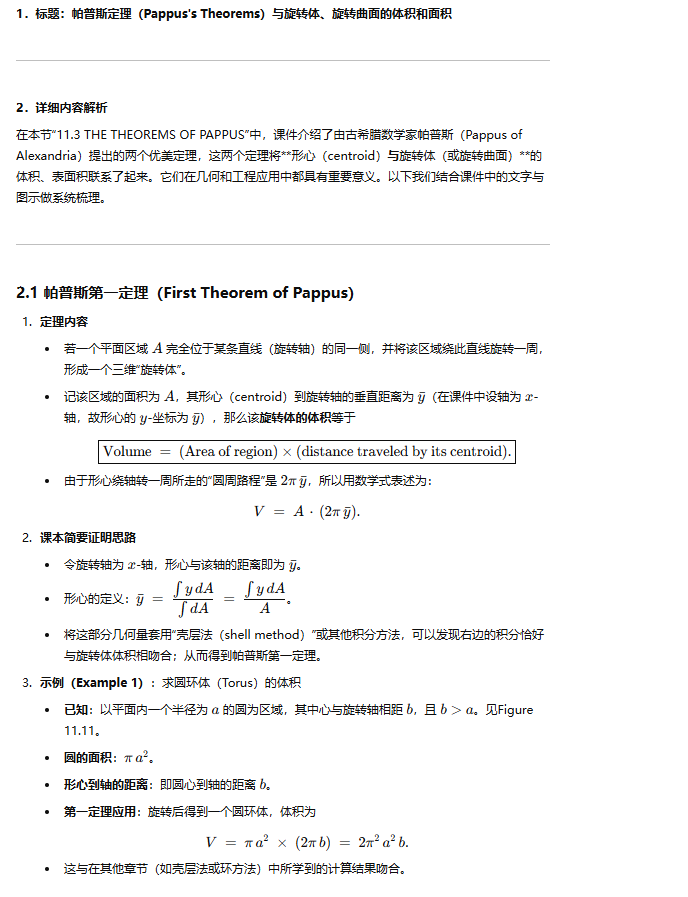 1．标题：帕普斯定理（Pappus's Theorems）与旋转体、旋转曲面的体积和面积
2．详细内容解析
在本节“11.3 THE THEOREMS OF PAPPUS”中，课件介绍了由古希腊数学家帕普斯（Pappus of
Alexandria）提出的两个优美定理，这两个定理将**形心（centroid）与旋转体（或旋转曲面）**的
体积、表面积联系了起来。它们在几何和工程应用中都具有重要意义。以下我们结合课件中的文字与
图示做系统梳理。
2.1 帕普斯第一定理（First Theorem of Pappus）
1. 定理内容
• 若一个平面区域 A 完全位于某条直线（旋转轴）的同一侧，并将该区域绕此直线旋转一周，
形成一个三维“旋转体”。
• 记该区域的面积为 A，其形心（centroid）到旋转轴的垂直距离为 ȳ（在课件中设轴为 x-
轴，故形心的 y-坐标为 ȳ），那么该旋转体的体积等于
Volume = (Area of region) × (distance traveled by its centroid).
• 由于形心绕轴转一周所走的“圆周路程”是 2π ȳ，所以用数学式表述为：
V = A · (2π ȳ).
2. 课本简要证明思路
• 令旋转轴为 x-轴，形心与该轴的距离即为 ȳ。
• 形心的定义：ȳ = ∫ y dA / ∫ dA = ∫ y dA / A。
• 将这部分几何量套用“壳层法（shell method）”或其他积分方法，可以发现右边的积分恰好
与旋转体体积相吻合；从而得到帕普斯第一定理。
3. 示例（Example 1）：求圆环体（Torus）的体积
• 已知：以平面内一个半径为 a 的圆为区域，其中心与旋转轴相距 b，且 b > a。见Figure
11.11。
• 圆的面积：π a²。
• 形心到轴的距离：即圆心到轴的距离 b。
• 第一定理应用：旋转后得到一个圆环体，体积为
V = π a² × (2π b) = 2π² a² b.
• 这与在其他章节（如壳层法或环方法）中所学到的计算结果吻合。